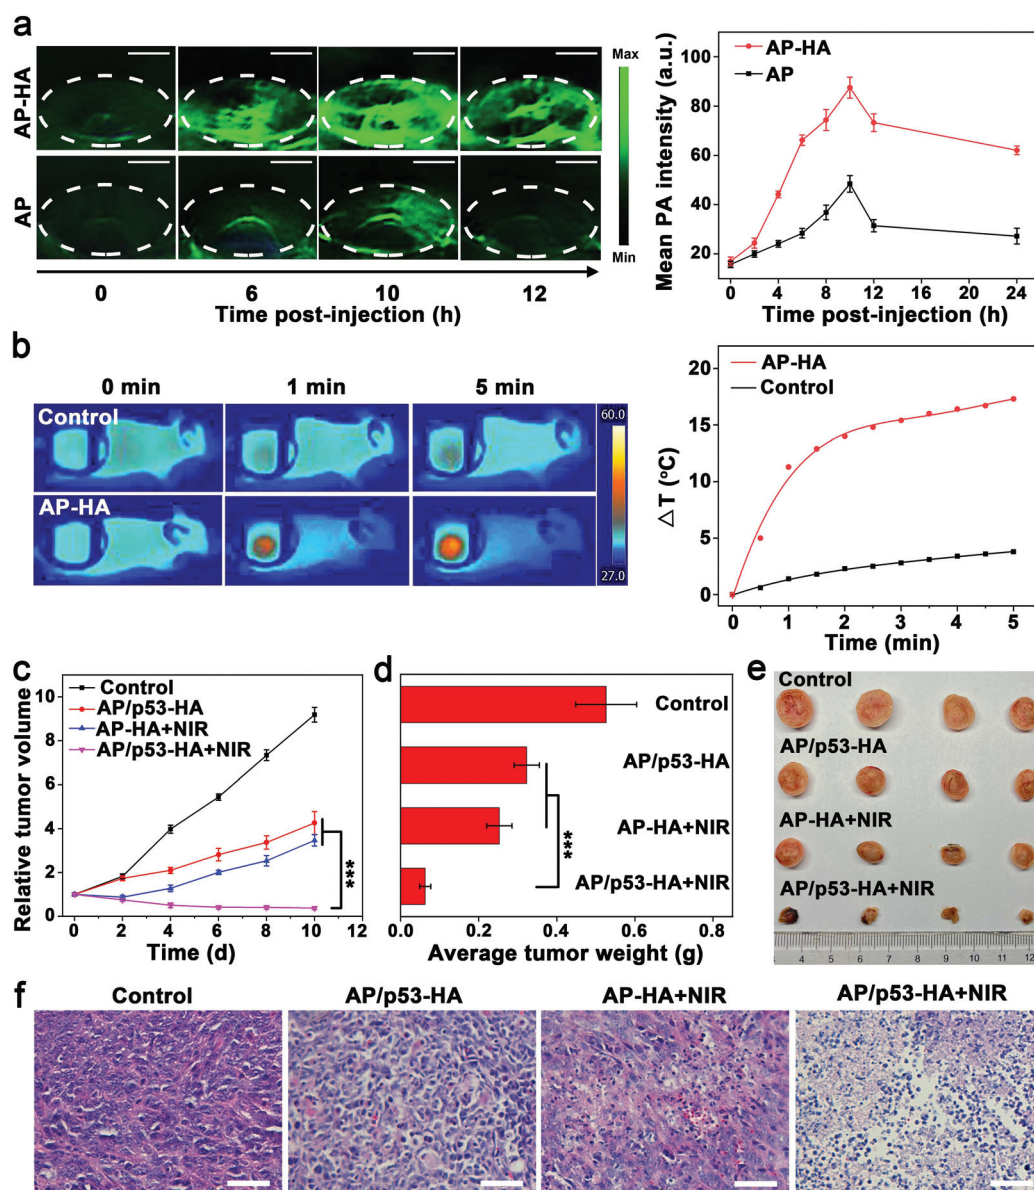 a
AP-HA
AP
Max
Min
0 6 10 12
Time post-injection (h)
AP-HA
AP
Mean PA intensity (a.u.)
100
80
60
40
20
0 4 8 12 16 20 24
Time post-injection (h)
b
0 min 1 min 5 min
Control
AP-HA
60.0
27.0
AP-HA
Control
△T (°C)
20
15
10
5
0
0 1 2 3 4 5
Time (min)
c
Control
AP/p53-HA
AP-HA+NIR
AP/p53-HA+NIR
Relative tumor volume
10
8
6
4
2
0
***
0 2 4 6 8 10 12
Time (d)
d
Control
AP/p53-HA
AP-HA+NIR
AP/p53-HA+NIR
***
0.0 0.2 0.4 0.6 0.8
Average tumor weight (g)
e
Control
AP/p53-HA
AP-HA+NIR
AP/p53-HA+NIR
3 4 5 6 7 8 9 10 11 12
f
Control AP/p53-HA AP-HA+NIR AP/p53-HA+NIR